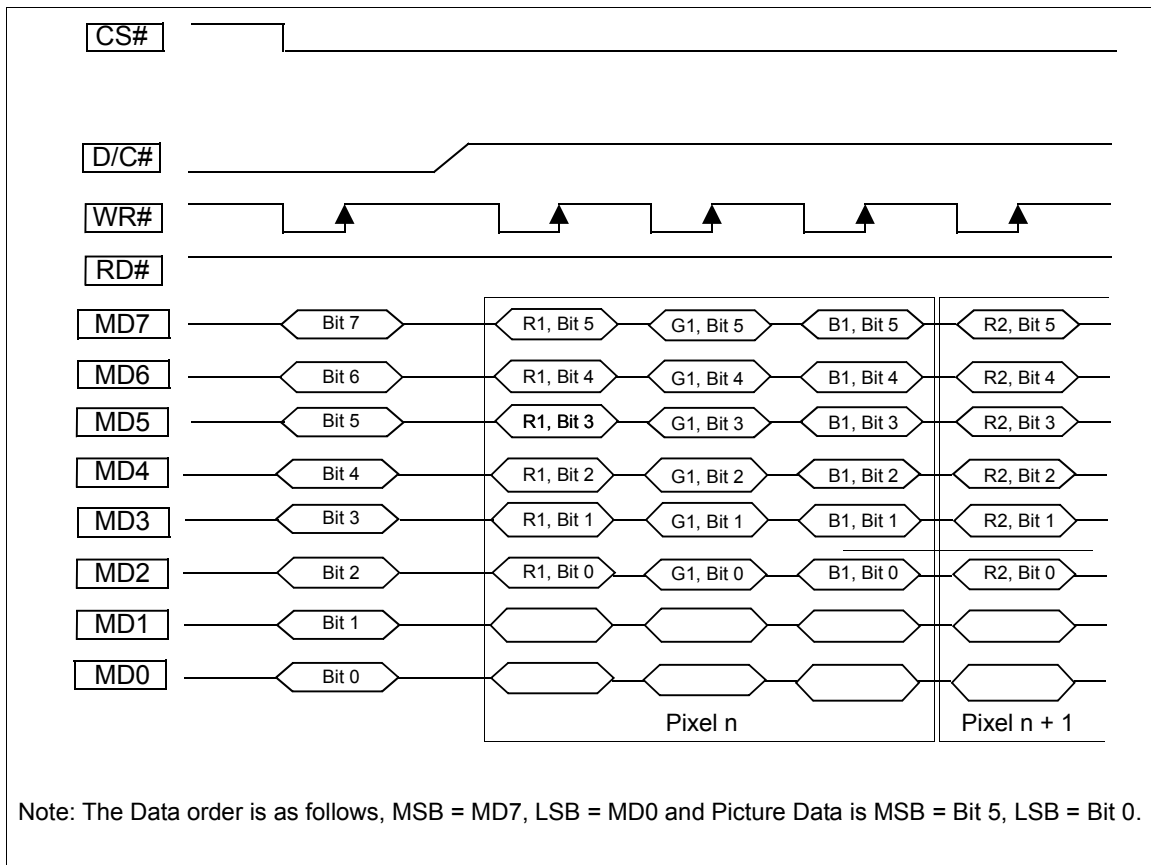 CS#
D/C#
WR#
RD#
MD7 Bit 7 R1, Bit 5 G1, Bit 5 B1, Bit 5 R2, Bit 5
MD6 Bit 6 R1, Bit 4 G1, Bit 4 B1, Bit 4 R2, Bit 4
MD5 Bit 5 R1, Bit 3 G1, Bit 3 B1, Bit 3 R2, Bit 3
MD4 Bit 4 R1, Bit 2 G1, Bit 2 B1, Bit 2 R2, Bit 2
MD3 Bit 3 R1, Bit 1 G1, Bit 1 B1, Bit 1 R2, Bit 1
MD2 Bit 2 R1, Bit 0 G1, Bit 0 B1, Bit 0 R2, Bit 0
MD1 Bit 1
MD0 Bit 0
Pixel n Pixel n + 1
Note: The Data order is as follows, MSB = MD7, LSB = MD0 and Picture Data is MSB = Bit 5, LSB = Bit 0.